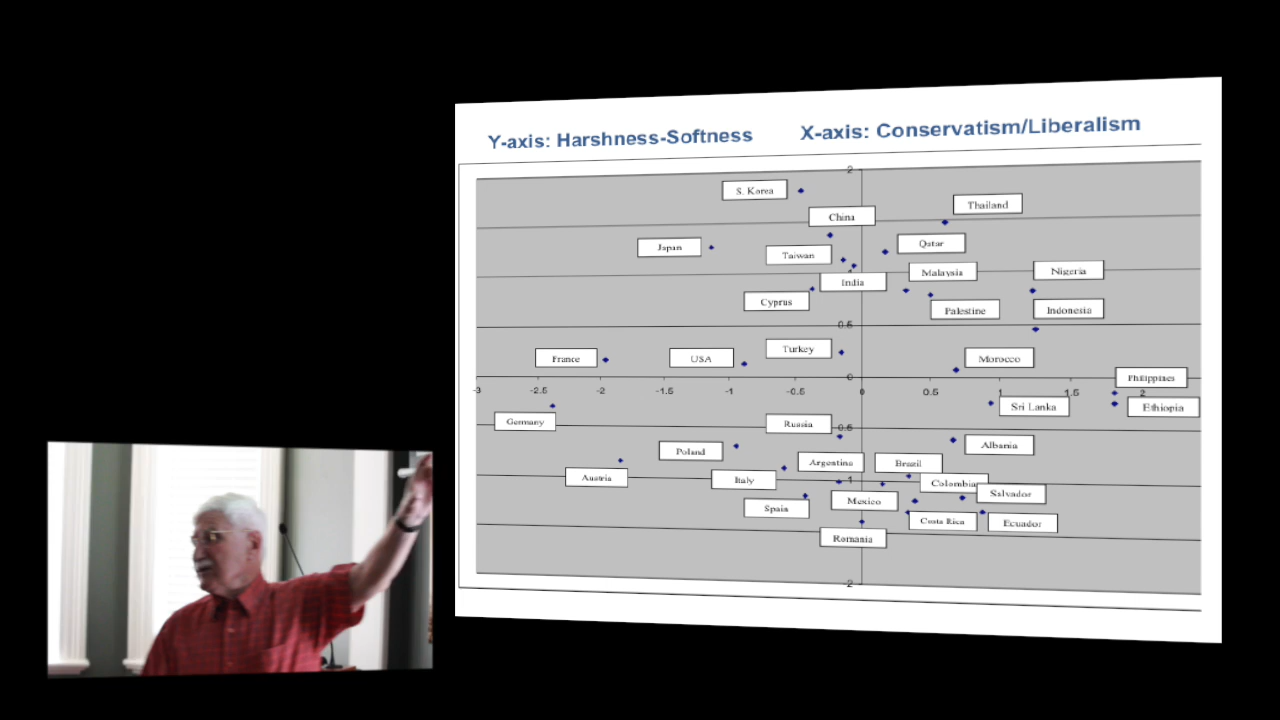 Y-axis: Harshness-Softness X-axis: Conservatism/Liberalism
2
S. Korea
Thailand
China
Japan
Qatar
Taiwan
Malaysia
Nigeria
India
Cyprus
Palestine
Indonesia
0.5
Turkey
France
USA
Morocco
0
Philippines
-3 -2.5 -2 -1.5 -1 -0.5 0 0.5 1 1.5 2
Sri Lanka
Ethiopia
Germany
Russia
-0.5
Albania
Poland
Argentina
Brazil
Austria
Italy
Colombia
Salvador
Mexico
Spain
Costa Rica
Ecuador
Romania
-2